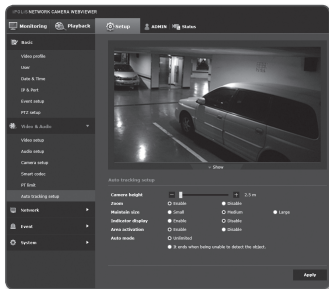 iPOLiS NETWORK CAMERA WEBVIEWER
Monitoring Playback Setup ADMIN Status
Basic
Video profile
User
Date & Time
IP & Port
Event setup
PTZ setup
Video & Audio
Video setup
Audio setup
Camera setup
Smart codec
PT limit
Auto tracking setup
Network
Event
System
Show
Auto tracking setup
Camera height 2.5 m
Zoom Enable Disable
Maintain size Small Medium Large
Indicator display Enable Disable
Area activation Enable Disable
Auto mode Unlimited
It ends when being unable to detect the object.
Apply